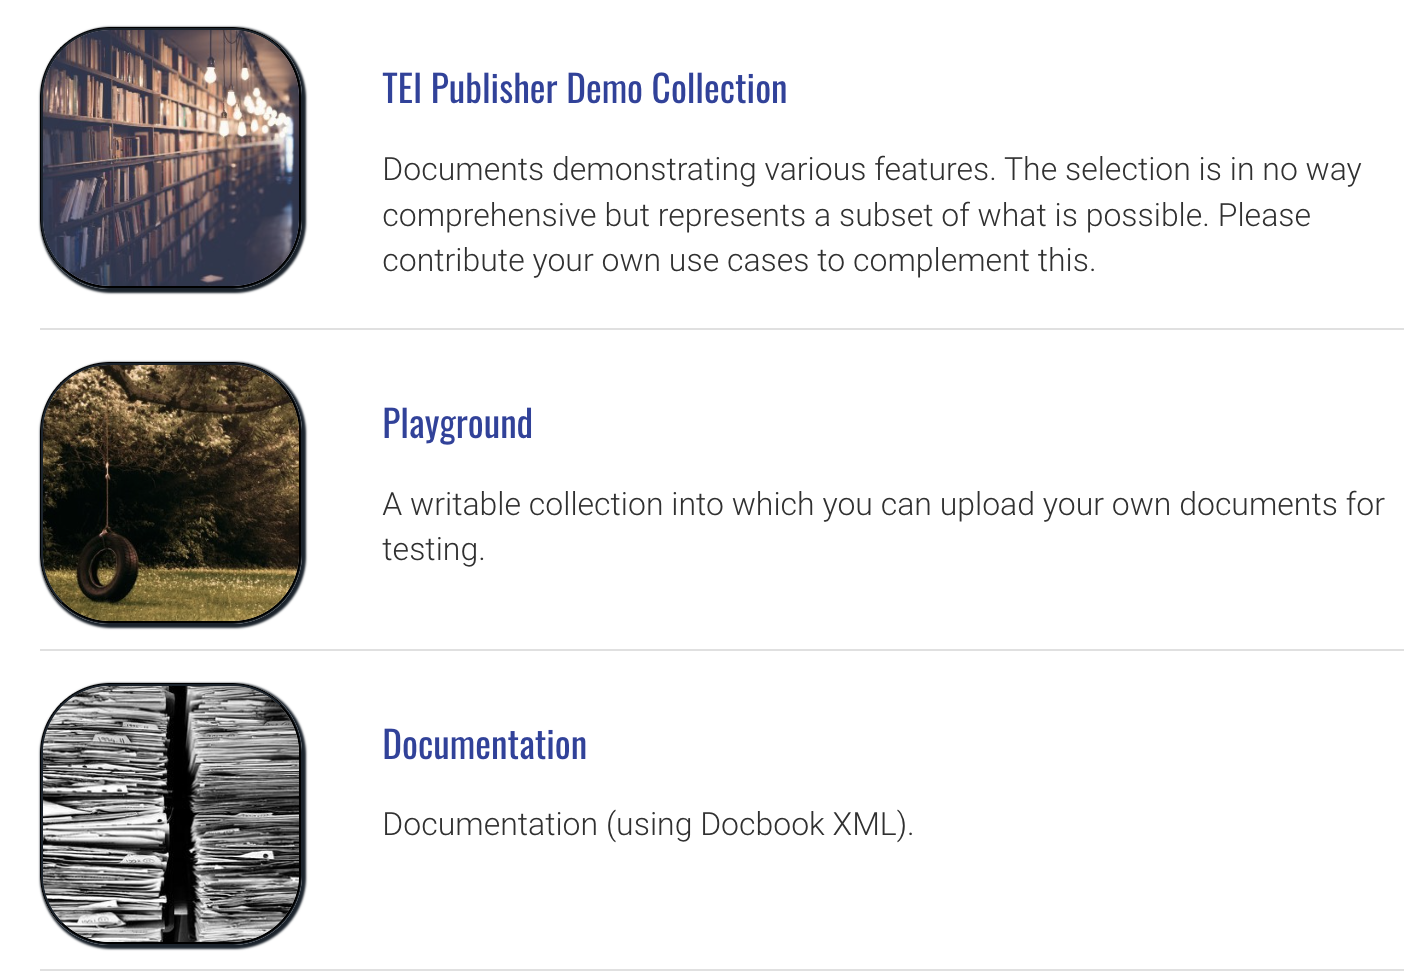 TEI Publisher Demo Collection
Documents demonstrating various features. The selection is in no way
comprehensive but represents a subset of what is possible. Please
contribute your own use cases to complement this.
Playground
A writable collection into which you can upload your own documents for
testing.
Documentation
Documentation (using Docbook XML).